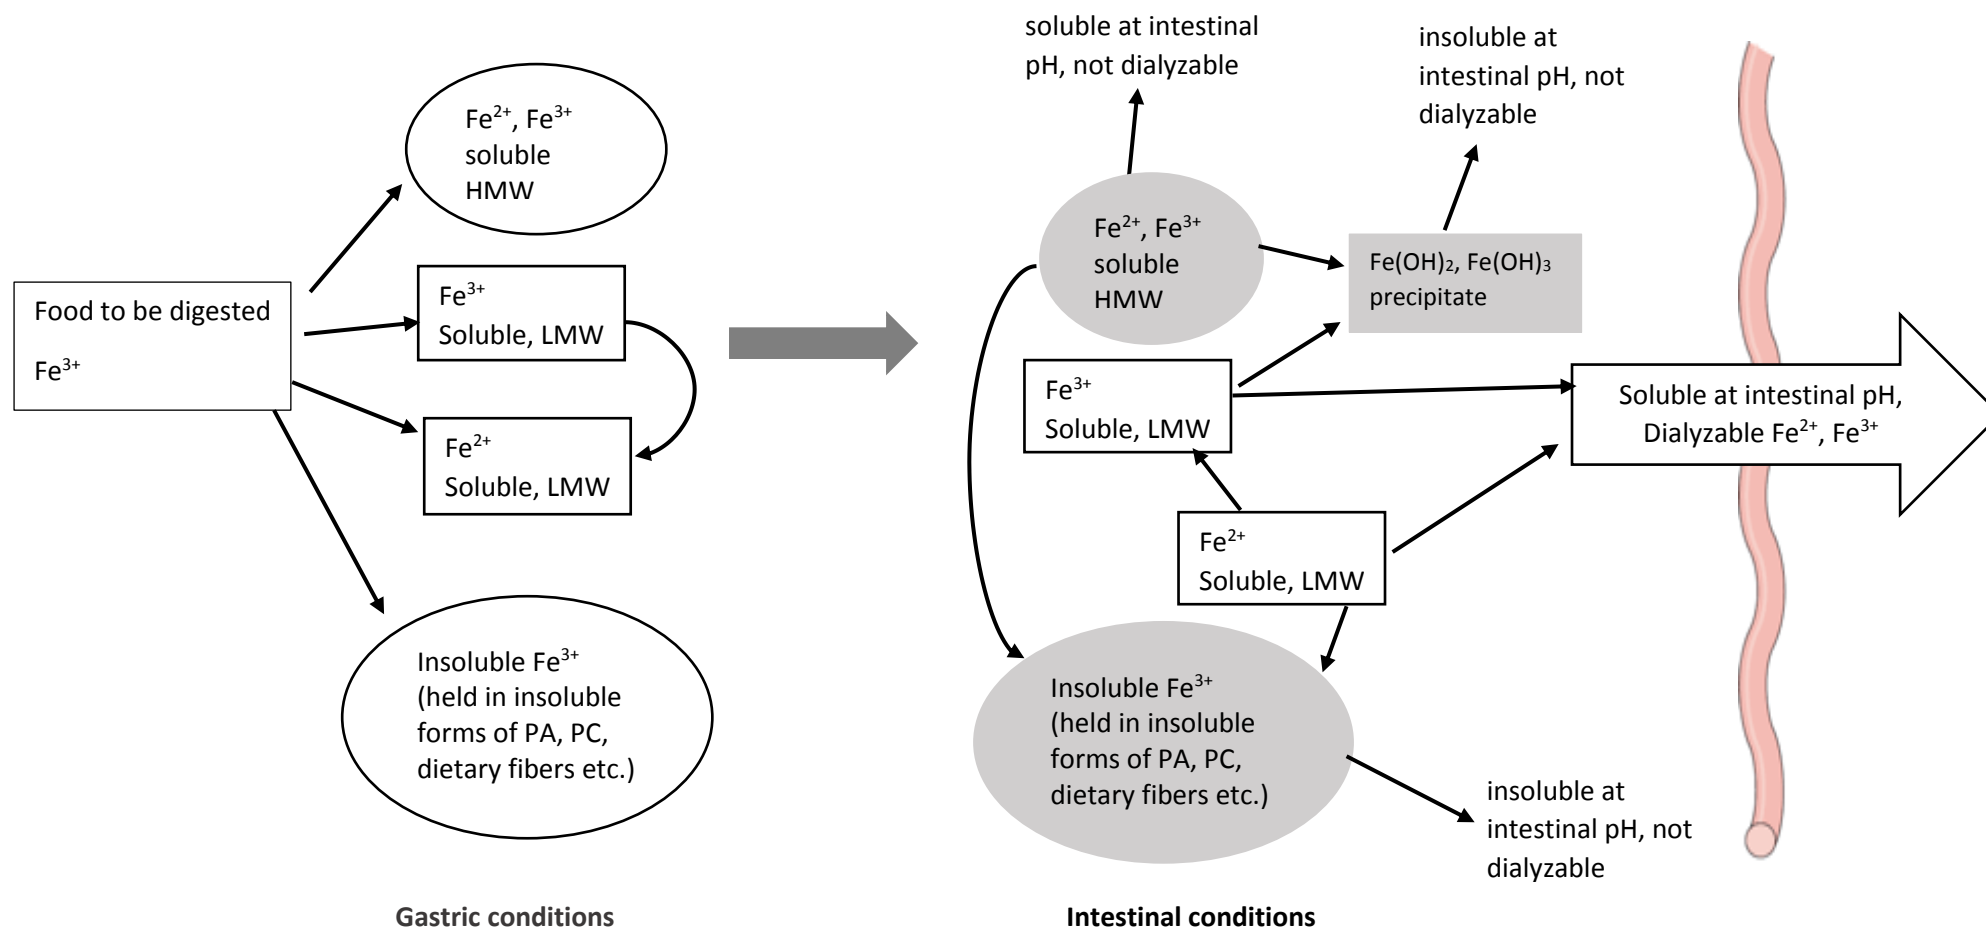 Fe²⁺, Fe³⁺
soluble
HMW
Food to be digested
Fe³⁺
Fe³⁺
Soluble, LMW
Fe²⁺
Soluble, LMW
Insoluble Fe³⁺
(held in insoluble
forms of PA, PC,
dietary fibers etc.)
Gastric conditions
soluble at intestinal
pH, not dialyzable
insoluble at
intestinal pH, not
dialyzable
Fe²⁺, Fe³⁺
soluble
HMW
Fe(OH)₂, Fe(OH)₃
precipitate
Fe³⁺
Soluble, LMW
Soluble at intestinal pH,
Dialyzable Fe²⁺, Fe³⁺
Fe²⁺
Soluble, LMW
Insoluble Fe³⁺
(held in insoluble
forms of PA, PC,
dietary fibers etc.)
insoluble at
intestinal pH, not
dialyzable
Intestinal conditions